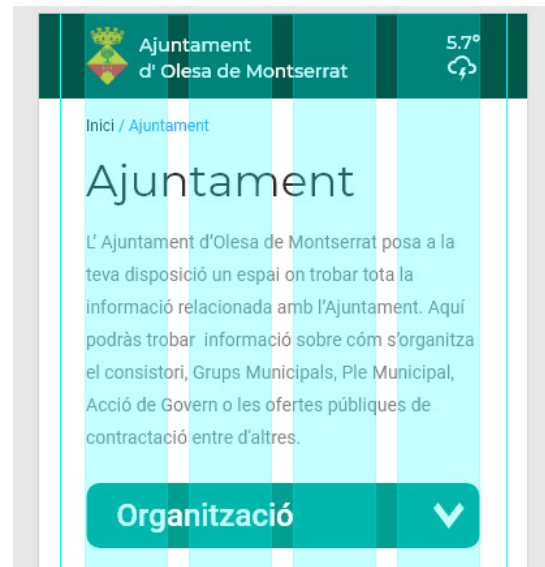 Ajuntament
d' Olesa de Montserrat
5.7°
Inici / Ajuntament
Ajuntament
L' Ajuntament d'Olesa de Montserrat posa a la
teva disposició un espai on trobar tota la
informació relacionada amb l'Ajuntament. Aquí
podràs trobar  informació sobre cóm s'organitza
el consistori, Grups Municipals, Ple Municipal,
Acció de Govern o les ofertes públiques de
contractació entre d'altres.
Organització